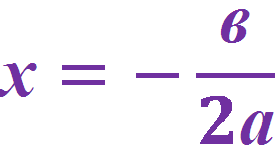 x = − в/2a